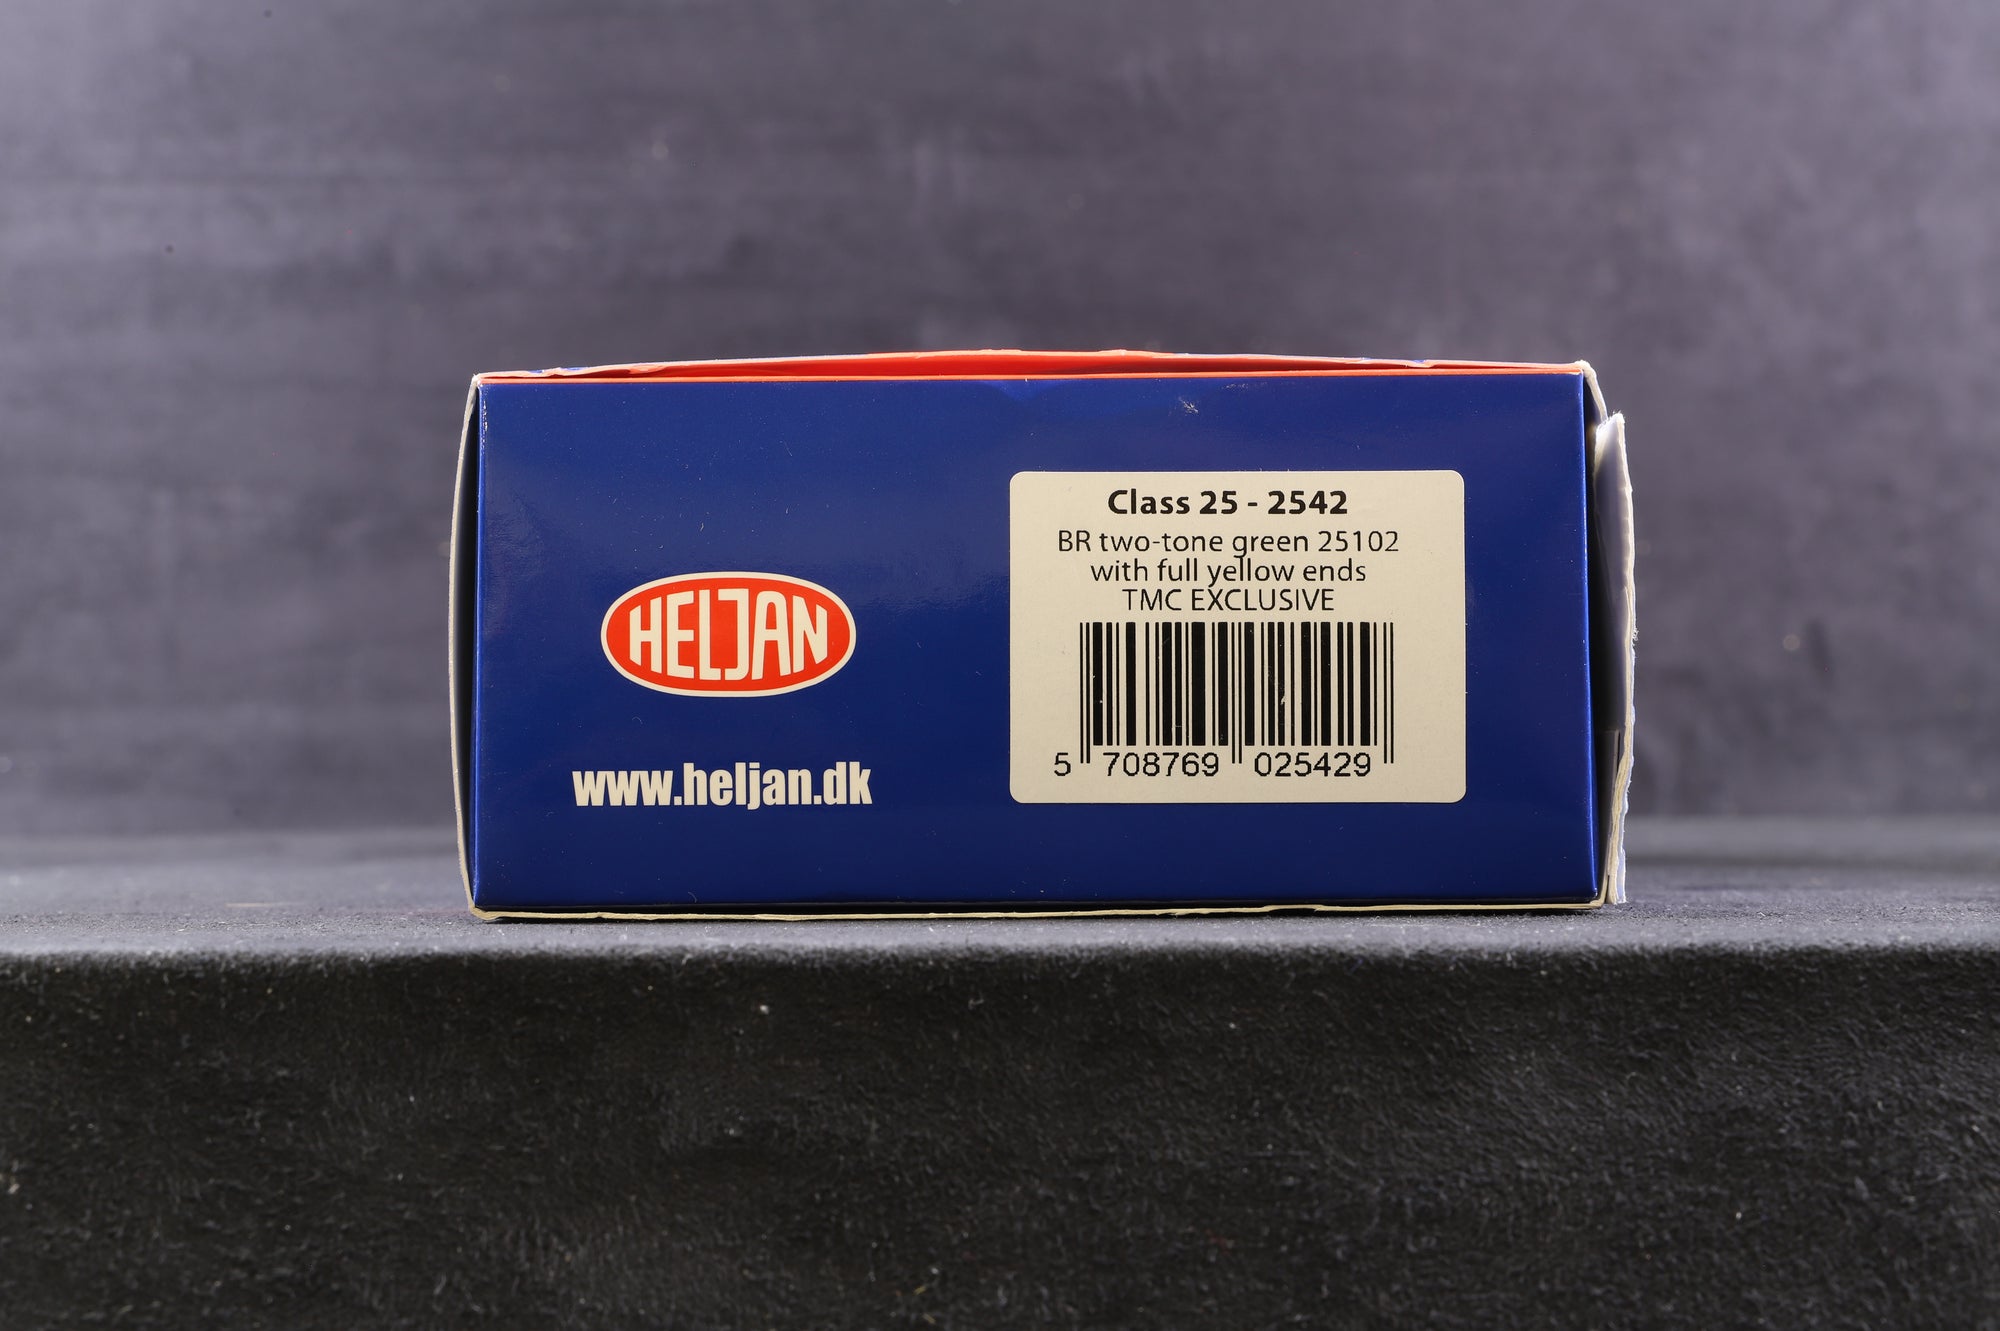 HELJAN
www.heljan.dk
Class 25 - 2542
BR two-tone green 25102
with full yellow ends
TMC EXCLUSIVE
5 708769 025429